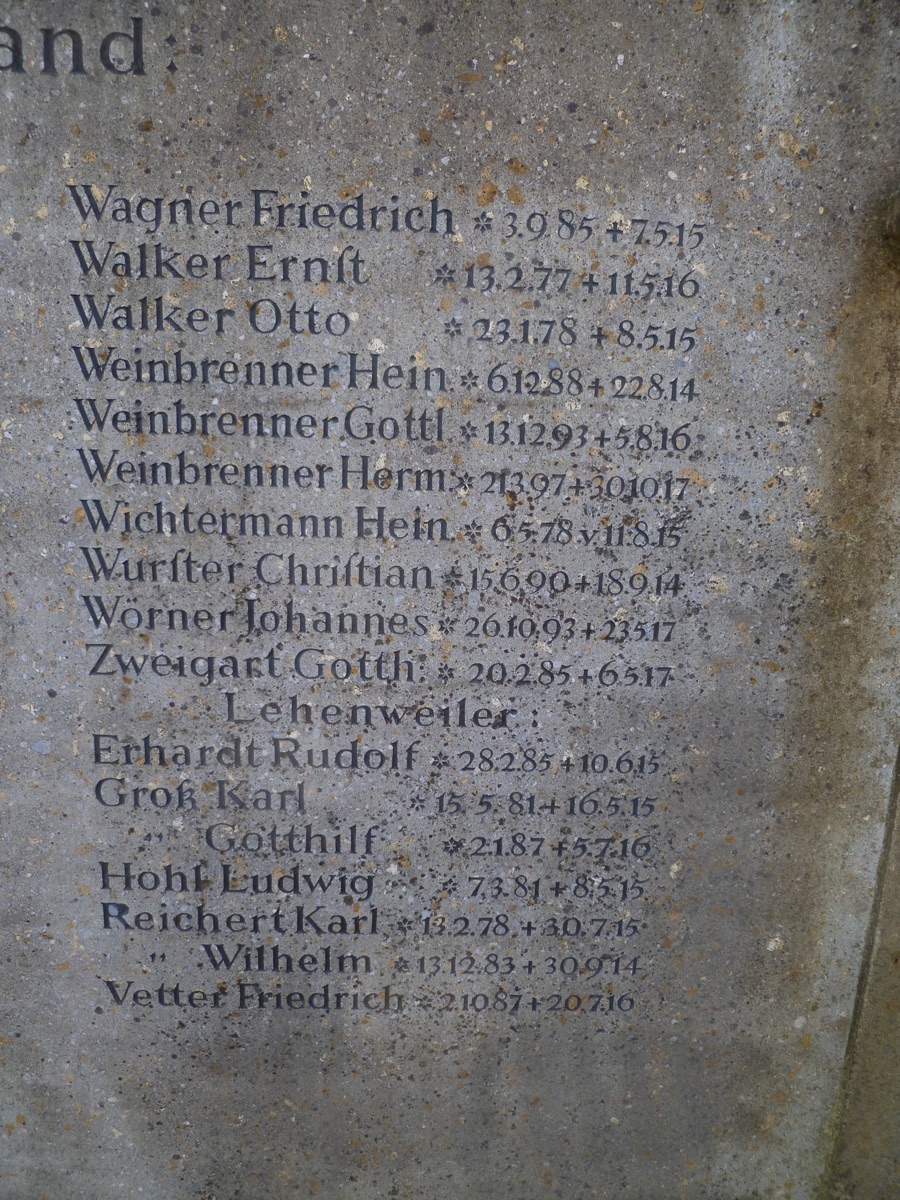 and:
Wagner Friedrich * 3.9.85 + 7.5.15
Walker Ernſt * 13.2.77 + 11.5.16
Walker Otto * 23.1.78 + 8.5.15
Weinbrenner Hein. * 6.12.88 + 22.8.14
Weinbrenner Gottl * 13.12.93 + 5.8.16
Weinbrenner Herm. * 21.3.97 + 30.10.17
Wichtermann Hein. * 6.5.78 v. 11.8.15
Wurſter Chriſtian * 15.6.90 + 18.9.14
Wörner Johannes * 26.10.93 + 23.5.17
Zweigart Gotth. * 20.2.85 + 6.5.17
Lehenweiler:
Erhardt Rudolf * 28.2.85 + 10.6.15
Groß Karl * 15.5.81 + 16.5.15
" Gotthilf * 2.1.87 + 5.7.16
Hohl Ludwig * 7.3.81 + 8.5.15
Reichert Karl * 13.2.78 + 30.7.15
" Wilhelm * 13.12.83 + 30.9.14
Vetter Friedrich * 2.10.87 + 20.7.16